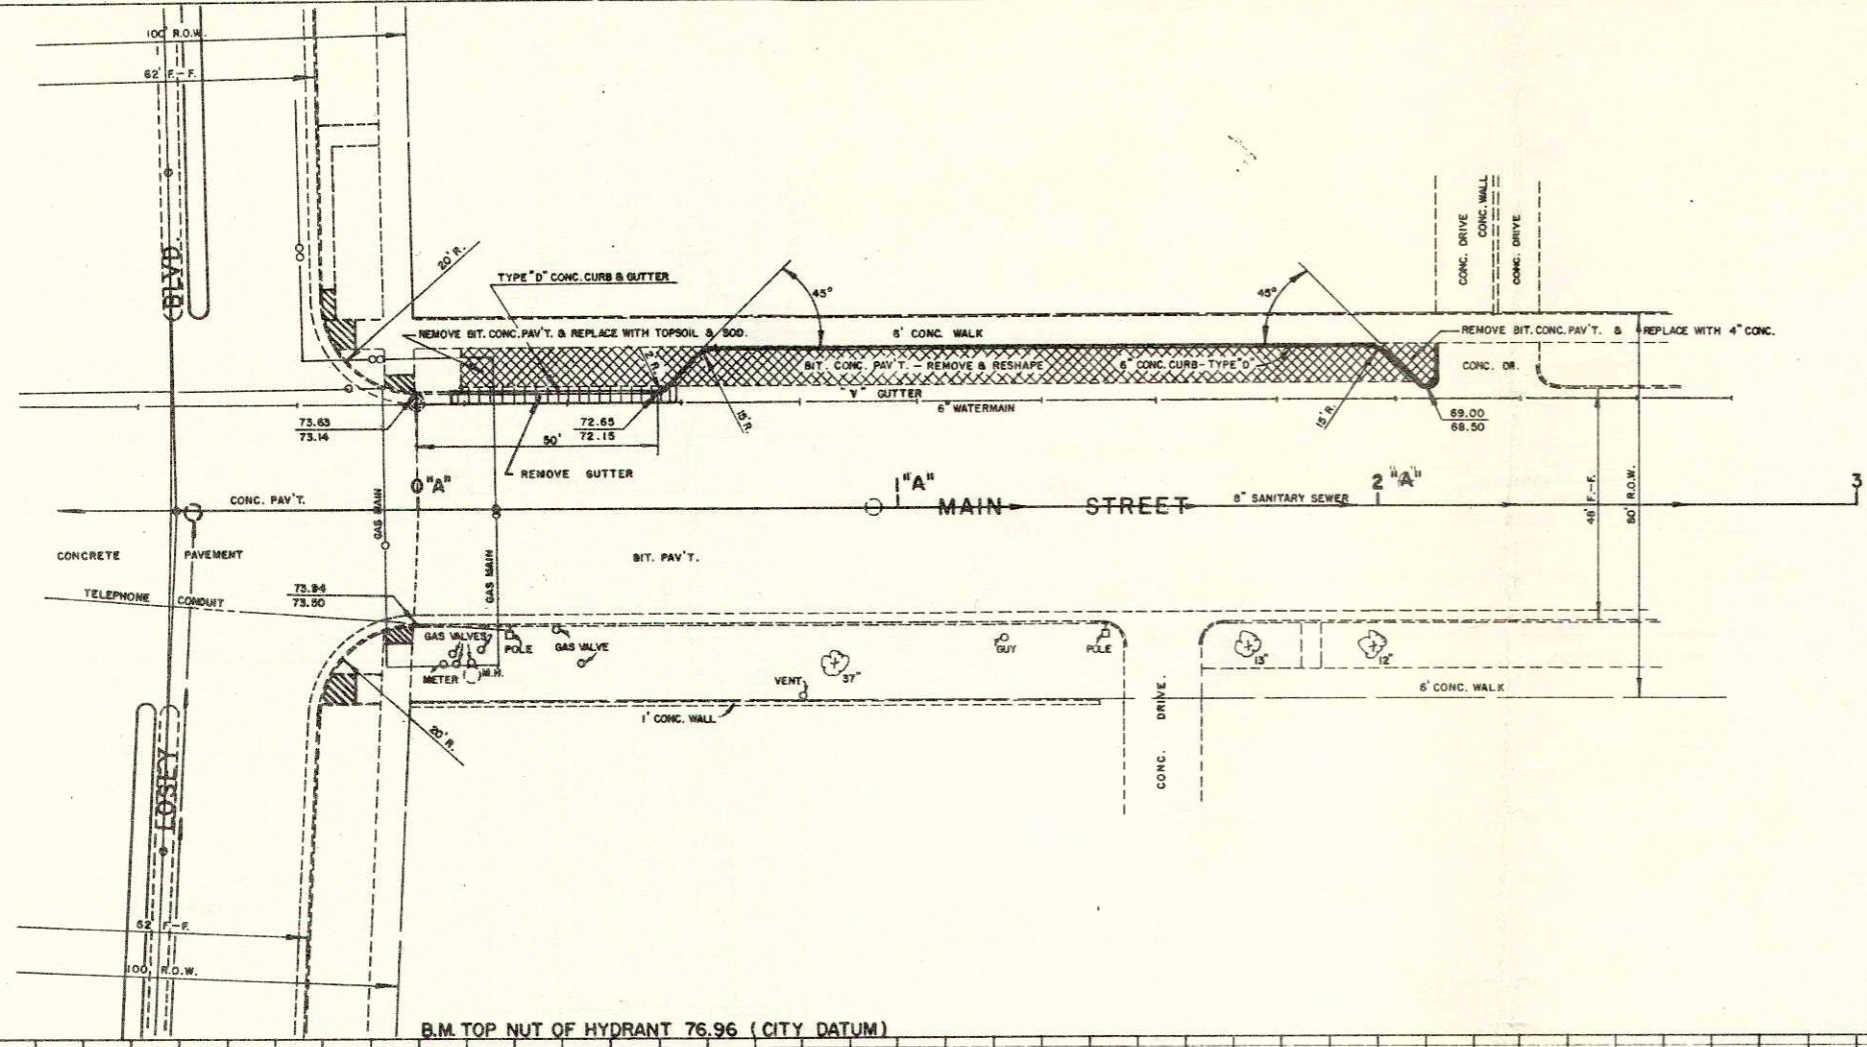 100' R.O.W.
62' F.-F.
BLVD.
20' R.
TYPE "D" CONC. CURB & GUTTER
REMOVE BIT. CONC. PAV'T. & REPLACE WITH TOPSOIL & SOD.
45°
8' CONC. WALK
45°
CONC. DRIVE
CONC. WALL
CONC. DRIVE
REMOVE BIT. CONC. PAV'T. & REPLACE WITH 4" CONC.
BIT. CONC. PAV'T. - REMOVE & RESHAPE
6" CONC. CURB - TYPE "D"
CONC. DR.
"V" GUTTER
6" WATERMAIN
15' R.
15' R.
73.63
73.14
72.65
72.15
69.00
68.50
50'
REMOVE GUTTER
0 "A"
1 "A"
2 "A"
3
CONC. PAV'T.
GAS MAIN
MAIN STREET
8" SANITARY SEWER
48' F.-F.
80' R.O.W.
CONCRETE PAVEMENT
GAS MAIN
BIT. PAV'T.
TELEPHONE CONDUIT
73.50
GAS VALVES
POLE
GAS VALVE
GUY
POLE
13"
12"
METER
M.H.
VENT
37"
6' CONC. WALK
1' CONC. WALL
CONC. DRIVE.
20' R.
LOSEY
62' F.-F.
100' R.O.W.
B.M. TOP NUT OF HYDRANT 76.96 (CITY DATUM)